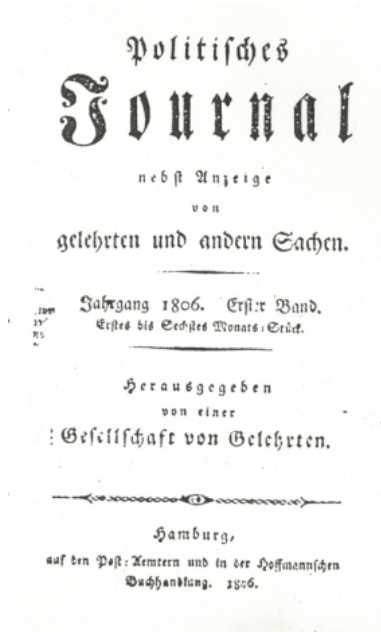 Politisches
Journal
nebst Anzeige
von
gelehrten und andern Sachen.
Jahrgang 1806. Erster Band.
Erstes bis Sechstes Monats-Stück.
Herausgegeben
von einer
Gesellschaft von Gelehrten.
Hamburg,
auf den Post-Aemtern und in der Hoffmannschen
Buchhandlung. 1806.